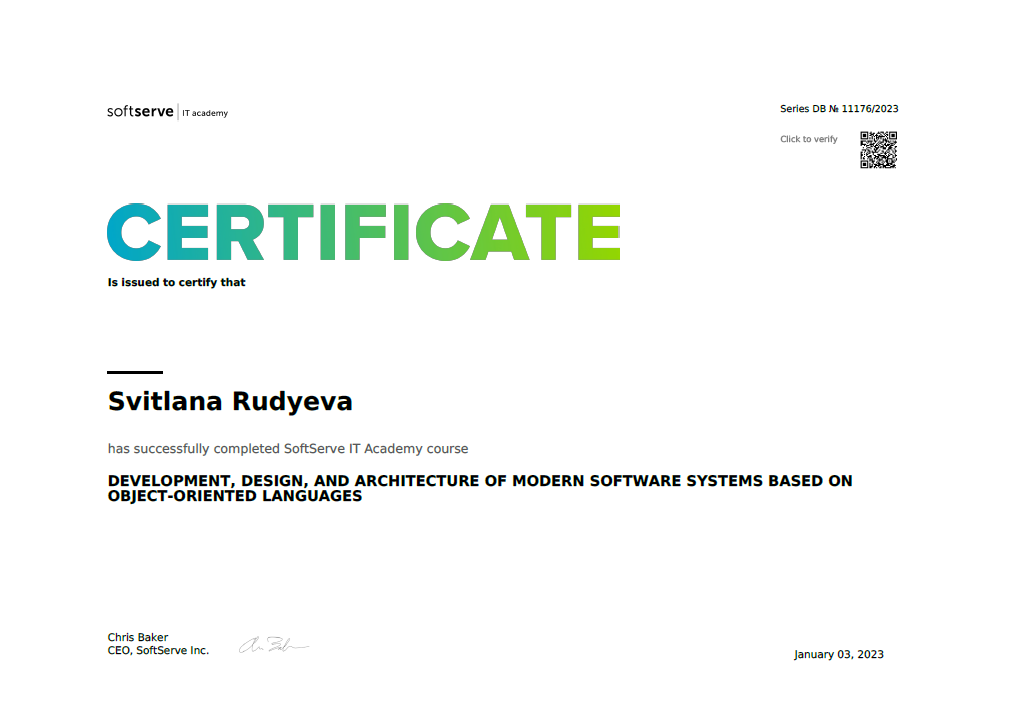 softserve IT academy
Series DB № 11176/2023
Click to verify
CERTIFICATE
Is issued to certify that
Svitlana Rudyeva
has successfully completed SoftServe IT Academy course
DEVELOPMENT, DESIGN, AND ARCHITECTURE OF MODERN SOFTWARE SYSTEMS BASED ON
OBJECT-ORIENTED LANGUAGES
Chris Baker
CEO, SoftServe Inc.
January 03, 2023